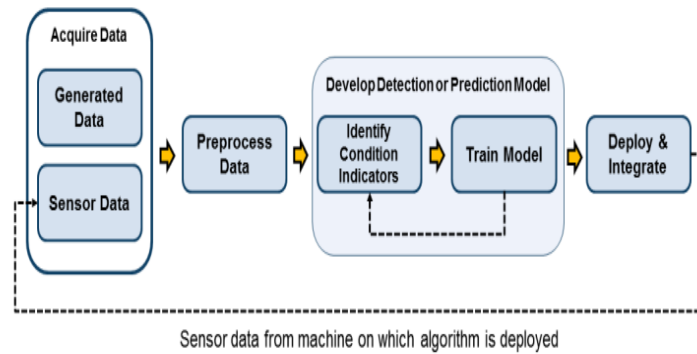 Acquire Data
Generated
Data
Sensor Data
Preprocess
Data
Develop Detection or Prediction Model
Identify
Condition
Indicators
Train Model
Deploy &
Integrate
Sensor data from machine on which algorithm is deployed